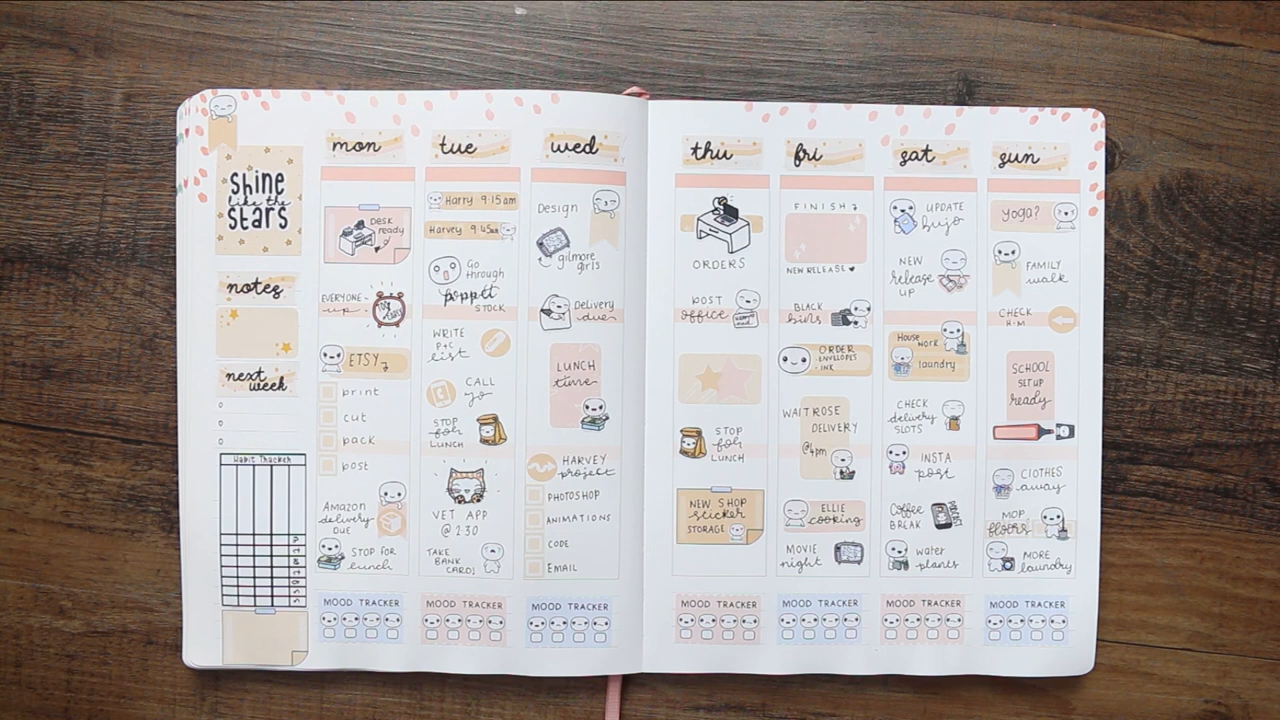 shine
like the
STARS
notes
next
week
Habit Tracker
mon
DESK
ready
EVERYONE
up
ETSY
print
cut
pack
post
AMAZON
delivery
DUE
STOP FOR
lunch
MOOD TRACKER
tue
Harry 9:15am
Harvey 9:45am
Go
through
STOCK
WRITE
P+C
list
CALL
yo
STOP
for
LUNCH
VET APP
@ 2:30
TAKE
BANK
CARD!
MOOD TRACKER
wed
Design
gilmore
girls
Delivery
due
LUNCH
time
HARVEY
project
PHOTOSHOP
ANIMATIONS
CODE
EMAIL
MOOD TRACKER
thu
ORDERS
POST
office
STOP
for
LUNCH
NEW SHOP
sticker
STORAGE
MOOD TRACKER
fri
FINISH
NEW RELEASE
BLACK
bins
ORDER
· ENVELOPES
· INK
WAITROSE
DELIVERY
@4pm
ELLIE
cooking
MOVIE
night
MOOD TRACKER
sat
UPDATE
bujo
NEW
release
UP
House
work
laundry
CHECK
delivery
SLOTS
INSTA
post
Coffee
BREAK
PODCAST
water
plants
MOOD TRACKER
sun
yoga?
FAMILY
walk
CHECK
H-M
SCHOOL
SET UP
ready
CLOTHES
away
MOP
floors
MORE
laundry
MOOD TRACKER